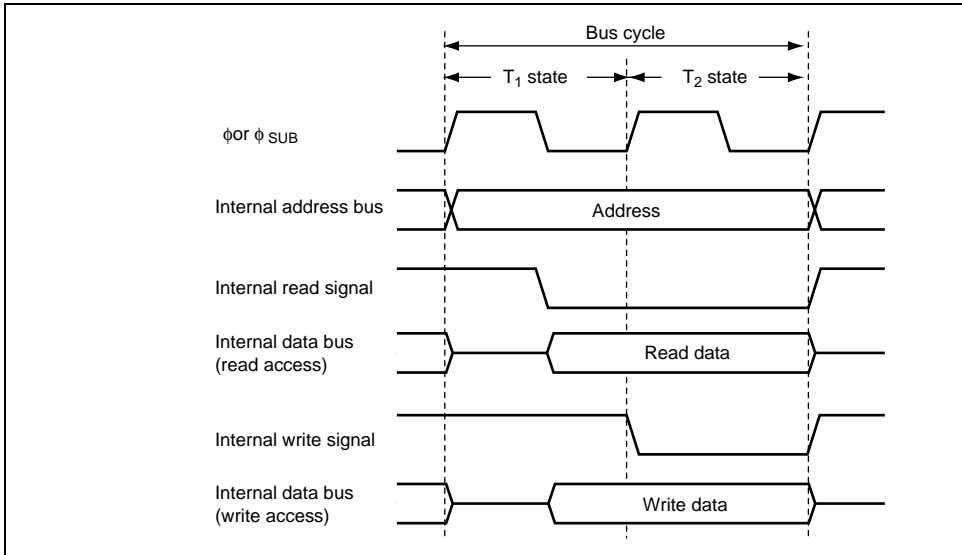 Bus cycle
T₁ state
T₂ state
ϕor ϕ SUB
Internal address bus
Address
Internal read signal
Internal data bus
(read access)
Read data
Internal write signal
Internal data bus
(write access)
Write data